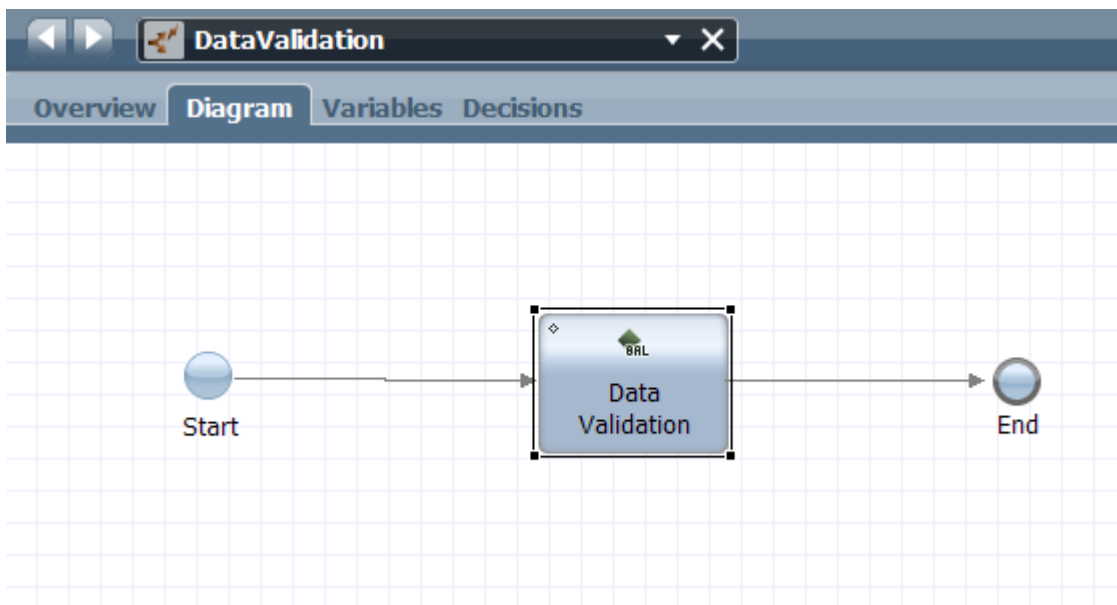 DataValidation
Overview Diagram Variables Decisions
BAL
Data
Validation
Start
End